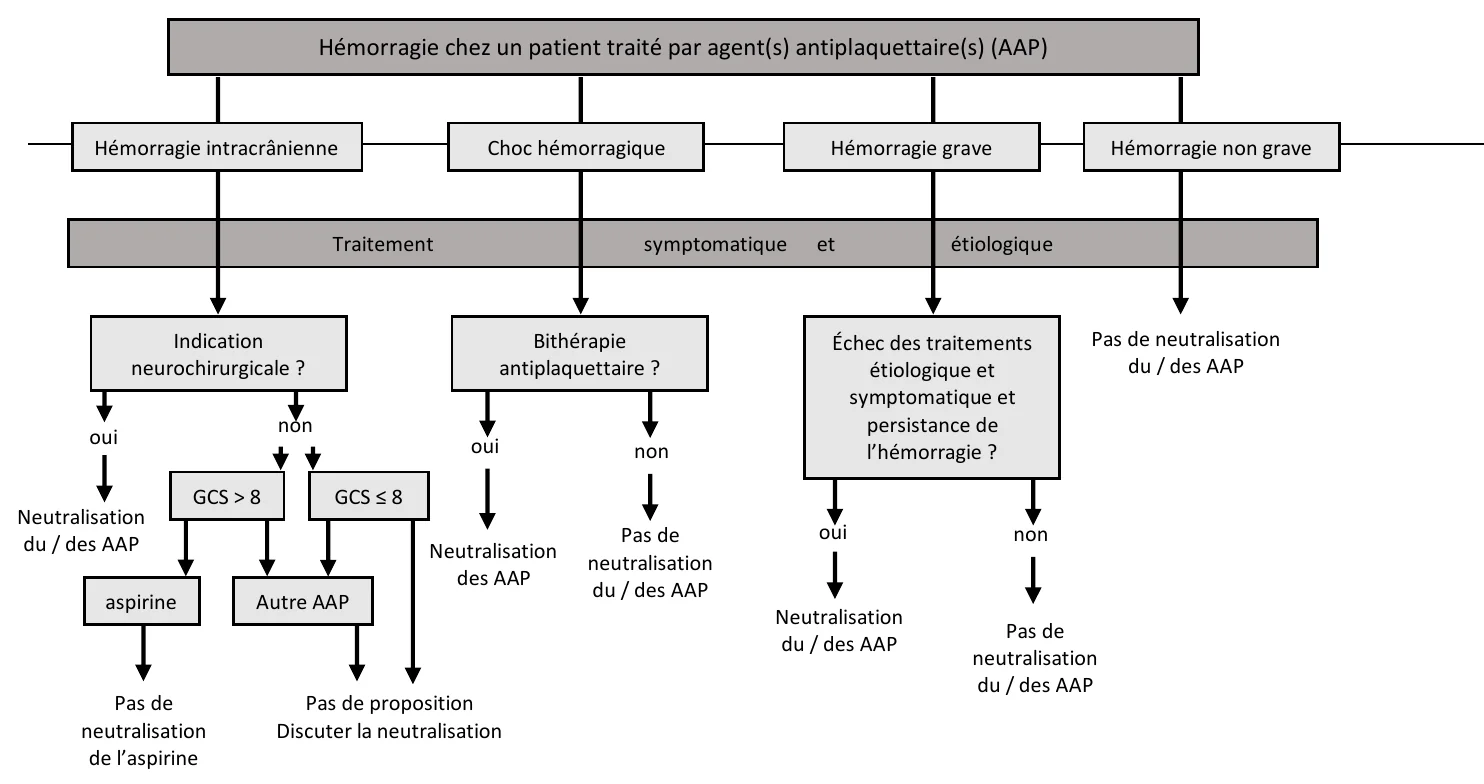 Hémorragie chez un patient traité par agent(s) antiplaquettaire(s) (AAP)
Hémorragie intracrânienne
Choc hémorragique
Hémorragie grave
Hémorragie non grave
Traitement symptomatique et étiologique
Indication
neurochirurgicale ?
oui
Neutralisation
du / des AAP
non
GCS > 8
GCS ≤ 8
aspirine
Autre AAP
Pas de
neutralisation
de l’aspirine
Pas de proposition
Discuter la neutralisation
Bithérapie
antiplaquettaire ?
oui
Neutralisation
des AAP
non
Pas de
neutralisation
du / des AAP
Échec des traitements
étiologique et
symptomatique et
persistance de
l’hémorragie ?
oui
Neutralisation
du / des AAP
non
Pas de
neutralisation
du / des AAP
Pas de neutralisation
du / des AAP